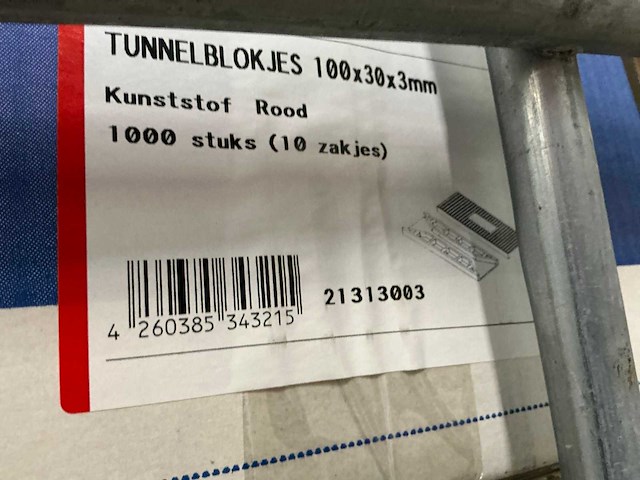 TUNNELBLOKJES 100x30x3mm
Kunststof Rood
1000 stuks (10 zakjes)
21313003
4 260385 343215